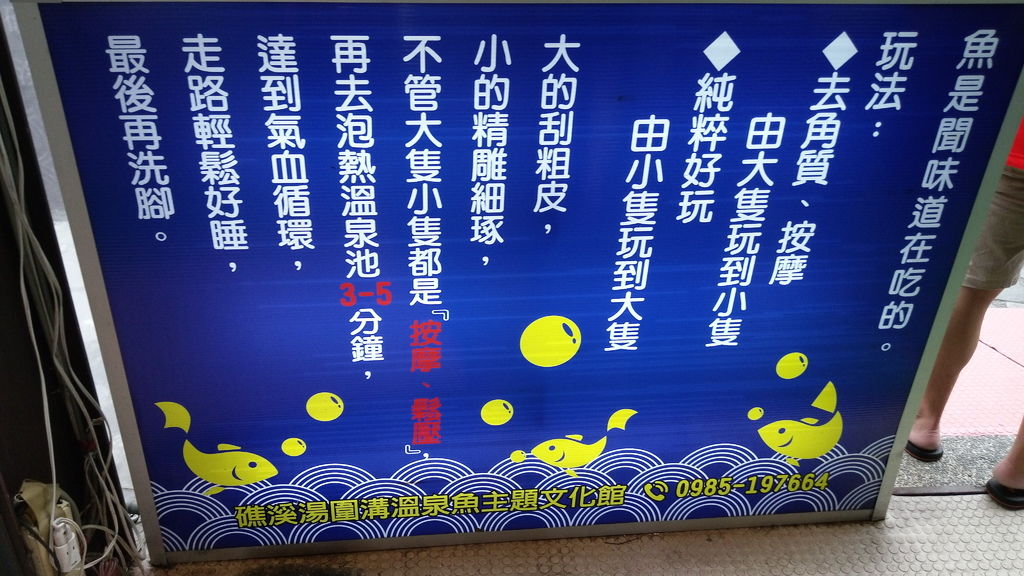 魚是聞味道在吃的。
玩法：
◆去角質、按摩
由大隻玩到小隻
◆純粹好玩
由小隻玩到大隻
大的刮粗皮，
小的精雕細琢，
不管大隻小隻都是『按摩、鬆壓』，
再去泡熱溫泉池3-5分鐘，
達到氣血循環，
走路輕鬆好睡，
最後再洗腳。
礁溪湯圍溝溫泉魚主題文化館 0985-197664